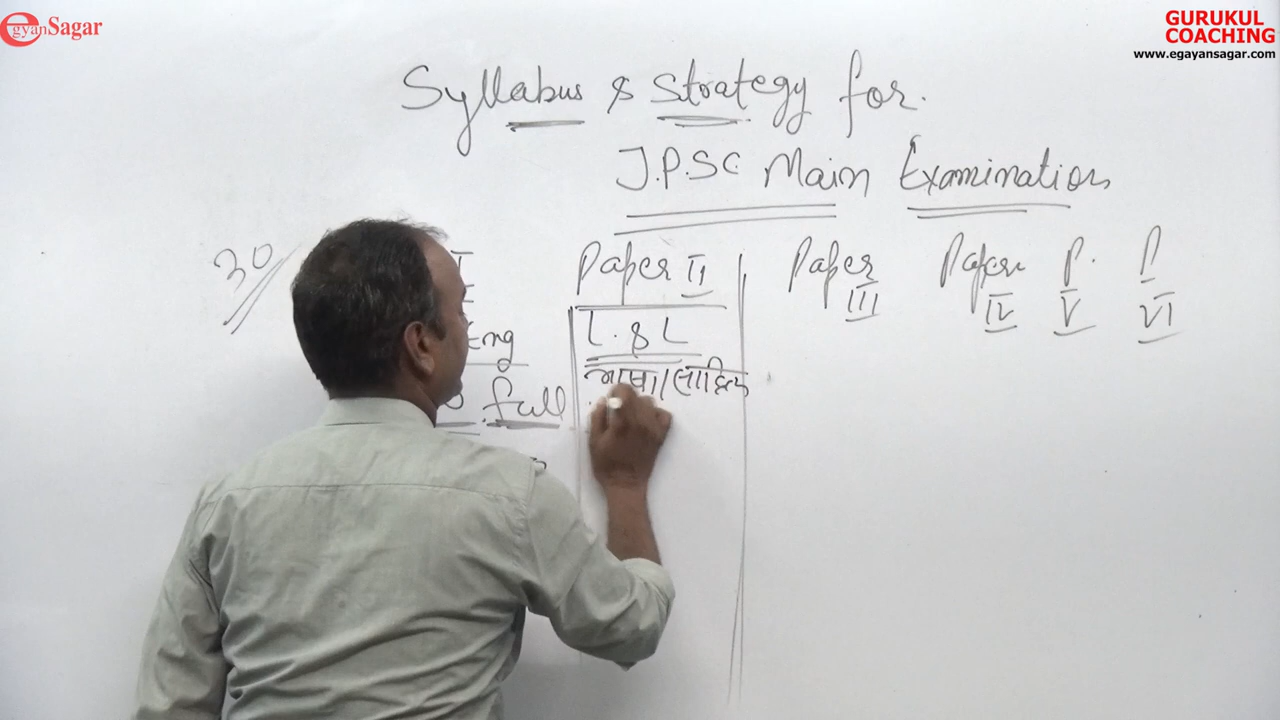 egyanSagar
GURUKUL
COACHING
www.egayansagar.com
Syllabus & Strategy for.
J.P.SC Main Examination
30
I
Paper II
Paper III
Paper IV
P. V
P VI
Eng
L. & L
भाषा/साहित्य
full